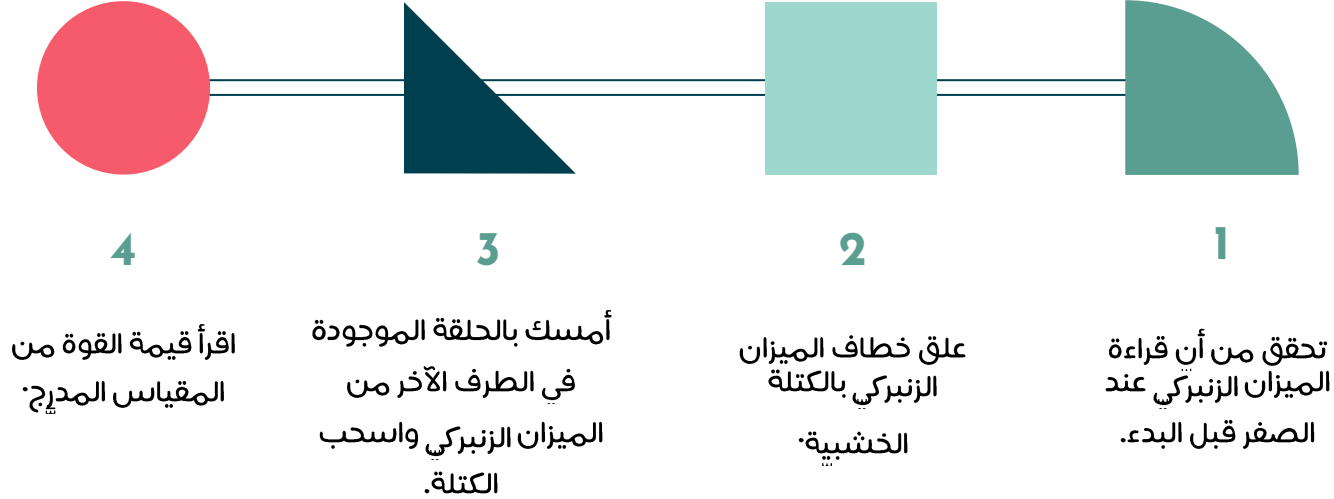 1
تحقق من أن قراءة
الميزان الزنبركي عند
الصفر قبل البدء.
2
علق خطاف الميزان
الزنبركي بالكتلة
الخشبية.
3
أمسك بالحلقة الموجودة
في الطرف الآخر من
الميزان الزنبركي واسحب
الكتلة.
4
اقرأ قيمة القوة من
المقياس المدرج.